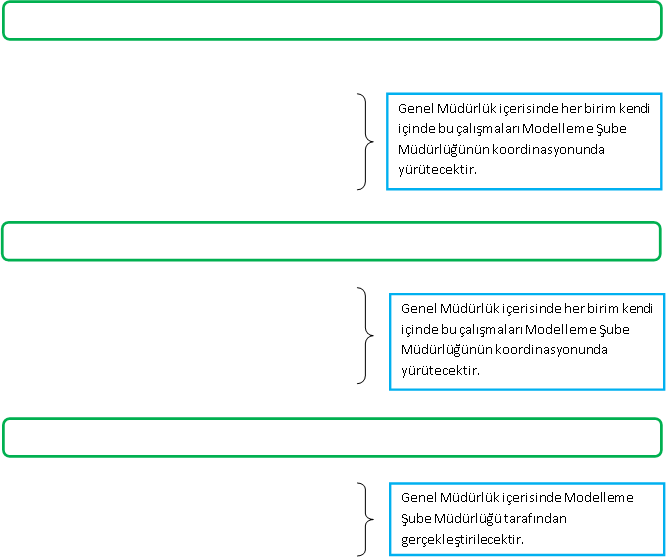 Genel Müdürlük içerisinde her birim kendi
içinde bu çalışmaları Modelleme Şube
Müdürlüğünün koordinasyonunda
yürütecektir.
Genel Müdürlük içerisinde her birim kendi
içinde bu çalışmaları Modelleme Şube
Müdürlüğünün koordinasyonunda
yürütecektir.
Genel Müdürlük içerisinde Modelleme
Şube Müdürlüğü tarafından
gerçekleştirilecektir.